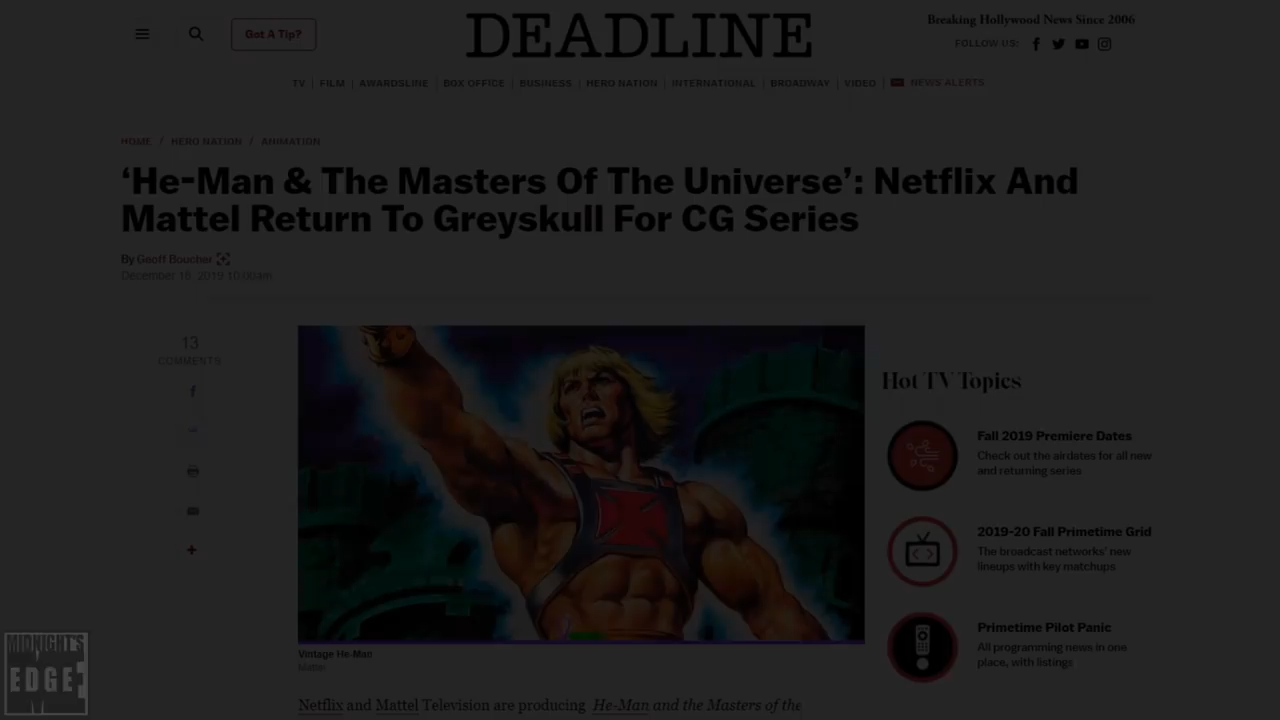 Got A Tip?
DEADLINE
Breaking Hollywood News Since 2006
FOLLOW US:
TV | FILM | AWARDSLINE | BOX OFFICE | BUSINESS | HERO NATION | INTERNATIONAL | BROADWAY | VIDEO | NEWS ALERTS
HOME / HERO NATION / ANIMATION
‘He-Man & The Masters Of The Universe’: Netflix And
Mattel Return To Greyskull For CG Series
By Geoff Boucher
December 18, 2019 10:00am
13
COMMENTS
Vintage He-Man
Mattel
Netflix and Mattel Television are producing He-Man and the Masters of the
Hot TV Topics
Fall 2019 Premiere Dates
Check out the airdates for all new
and returning series
2019-20 Fall Primetime Grid
The broadcast networks' new
lineups with key matchups
Primetime Pilot Panic
All programming news in one
place, with listings
MIDNIGHT'S
EDGE